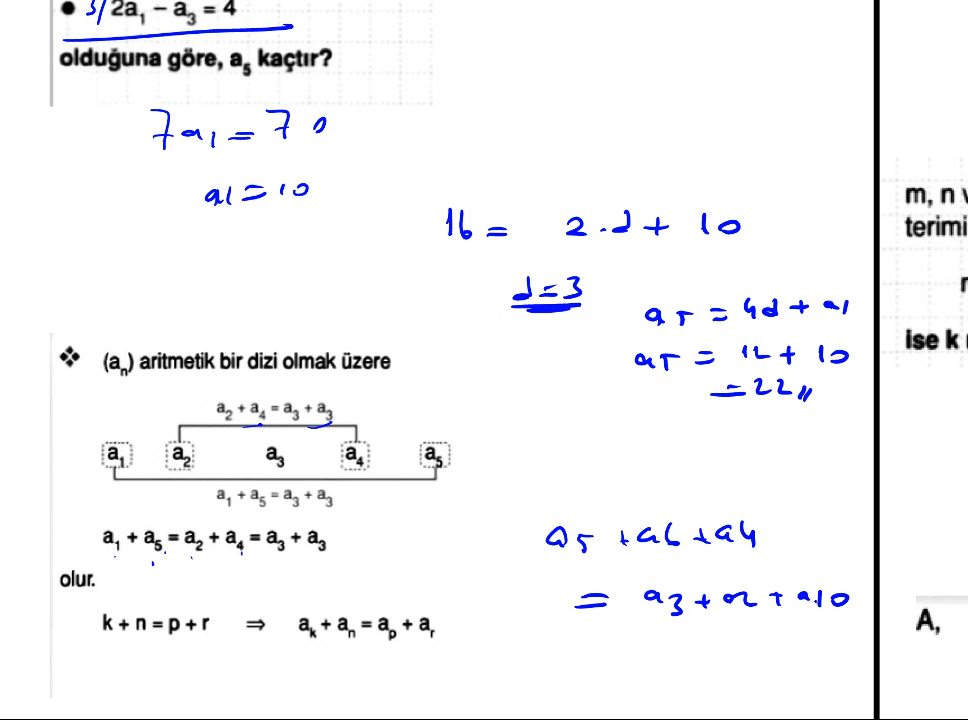 • 3/ 2a₁ − a₃ = 4
olduğuna göre, a₅ kaçtır?
7a₁ = 70
a₁ = 10
16 = 2.d + 10
d = 3
a₅ = 4d + a₁
a₅ = 12 + 10
= 22 //
❖ (aₙ) aritmetik bir dizi olmak üzere
a₂ + a₄ = a₃ + a₃
a₁ a₂ a₃ a₄ a₅
a₁ + a₅ = a₃ + a₃
a₁ + a₅ = a₂ + a₄ = a₃ + a₃
olur.
k + n = p + r ⇒ aₖ + aₙ = aₚ + aᵣ
a5 + a6 + a4
= a3 + a2 + a10
m, n
terimi
ise k
A,